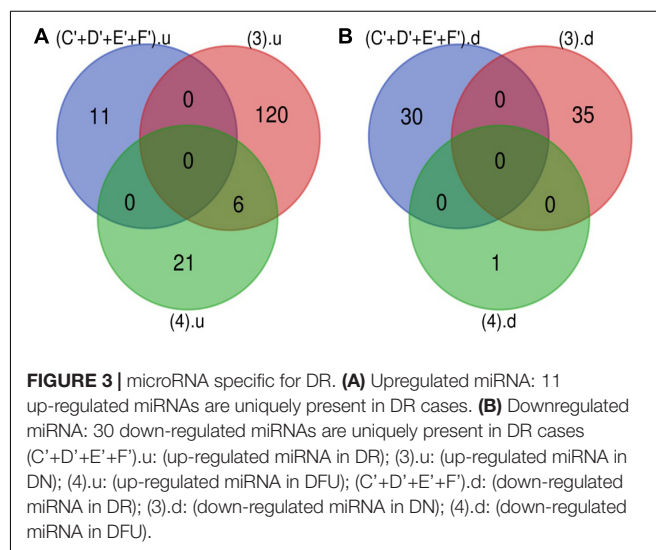 A (C'+D'+E'+F').u (3).u B (C'+D'+E'+F').d (3).d
0 0
11 120 30 35
0 0
0 6 0 0
21 1
(4).u (4).d
FIGURE 3 | microRNA specific for DR. (A) Upregulated miRNA: 11
up-regulated miRNAs are uniquely present in DR cases. (B) Downregulated
miRNA: 30 down-regulated miRNAs are uniquely present in DR cases
(C'+D'+E'+F').u: (up-regulated miRNA in DR); (3).u: (up-regulated miRNA in
DN); (4).u: (up-regulated miRNA in DFU); (C'+D'+E'+F').d: (down-regulated
miRNA in DR); (3).d: (down-regulated miRNA in DN); (4).d: (down-regulated
miRNA in DFU).